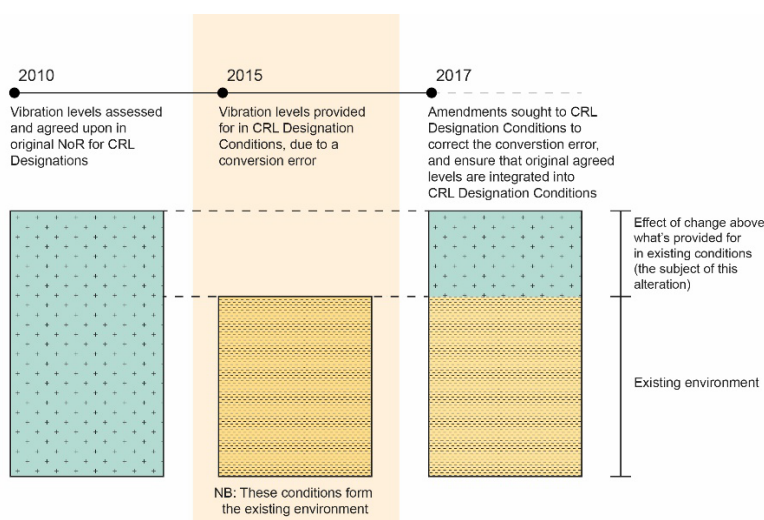 2010
Vibration levels assessed
and agreed upon in
original NoR for CRL
Designations
2015
Vibration levels provided
for in CRL Designation
Conditions, due to a
conversion error
2017
Amendments sought to CRL
Designation Conditions to
correct the converstion error,
and ensure that original agreed
levels are integrated into
CRL Designation Conditions
Effect of change above
what's provided for
in existing conditions
(the subject of this
alteration)
Existing environment
NB: These conditions form
the existing environment